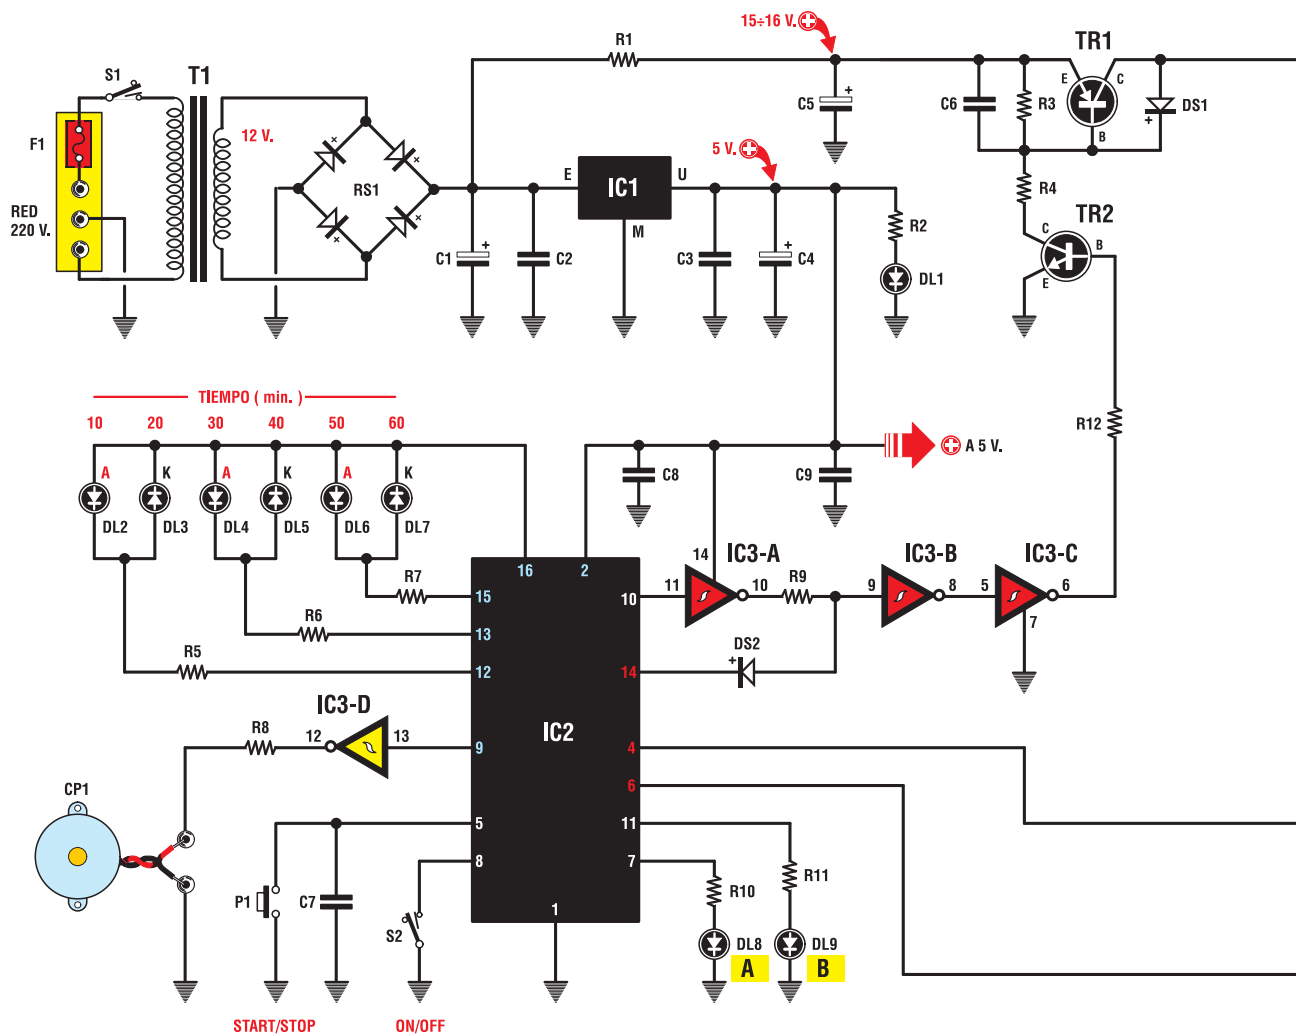 15÷16 V.
R1
TR1
S1
T1
E
C
F1
12 V.
C5
+
C6
R3
DS1
+
B
5 V.
E
IC1
U
RS1
R4
TR2
RED
220 V.
M
R2
C
B
E
C1
+
C2
C3
+
C4
DL1
TIEMPO ( min. )
10 20 30 40 50 60
R12
A K A K A K
C8
C9
A 5 V.
DL2 DL3 DL4 DL5 DL6 DL7
16
2
14
IC3-A
IC3-B
IC3-C
R7
15
10
11
10
R9
9
8
5
6
R6
13
7
R5
12
14
+
DS2
IC3-D
R8
12
13
9
IC2
4
CP1
6
5
11
8
7
P1
C7
R10
R11
1
S2
DL8
DL9
A
B
START/STOP
ON/OFF